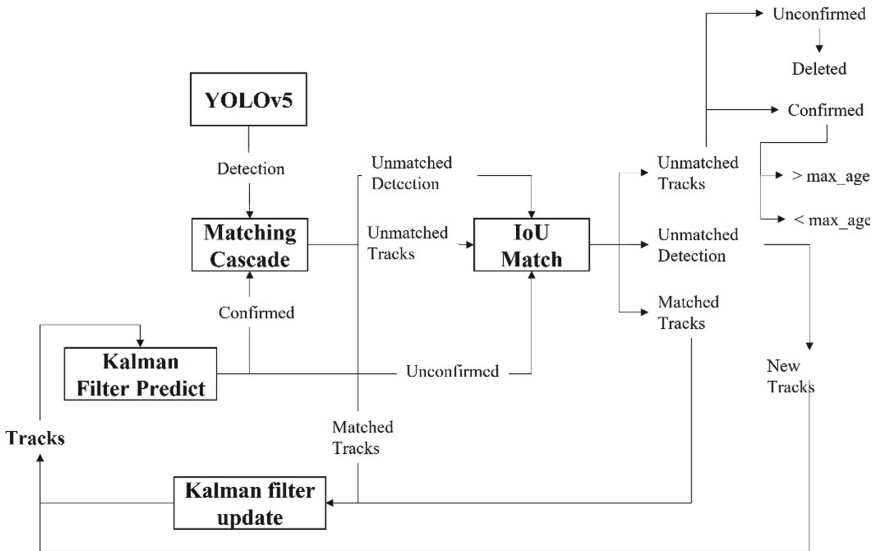 Unconfirmed
Deleted
YOLOv5
Confirmed
Detection
Unmatched
Detection
Unmatched
Tracks
> max_age
< max_age
Matching
Cascade
Unmatched
Tracks
IoU
Match
Unmatched
Detection
Confirmed
Matched
Tracks
Kalman
Filter Predict
Unconfirmed
New
Tracks
Tracks
Matched
Tracks
Kalman filter
update